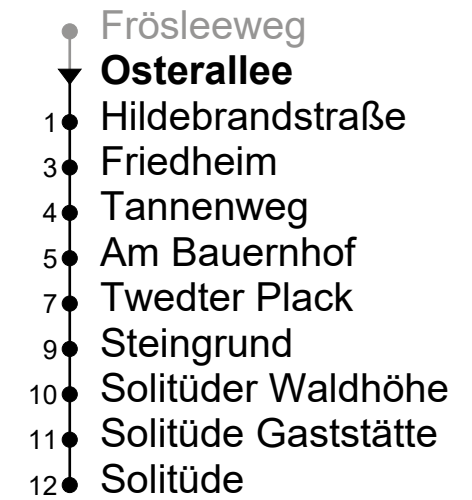 Frösleeweg
Osterallee
1 Hildebrandstraße
3 Friedheim
4 Tannenweg
5 Am Bauernhof
7 Twedter Plack
9 Steingrund
10 Solitüder Waldhöhe
11 Solitüde Gaststätte
12 Solitüde